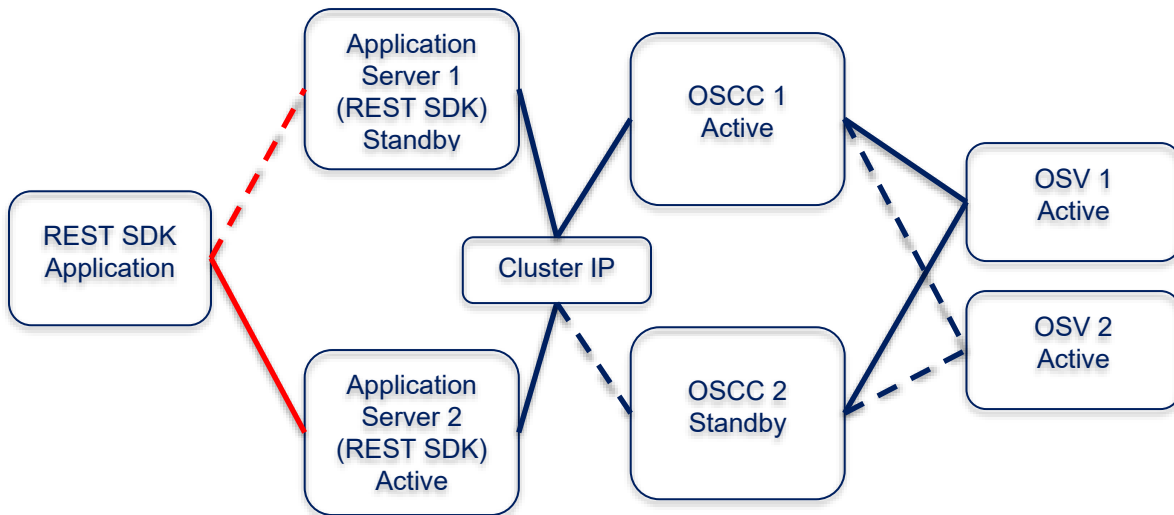 REST SDK
Application
Application
Server 1
(REST SDK)
Standby
Application
Server 2
(REST SDK)
Active
Cluster IP
OSCC 1
Active
OSCC 2
Standby
OSV 1
Active
OSV 2
Active